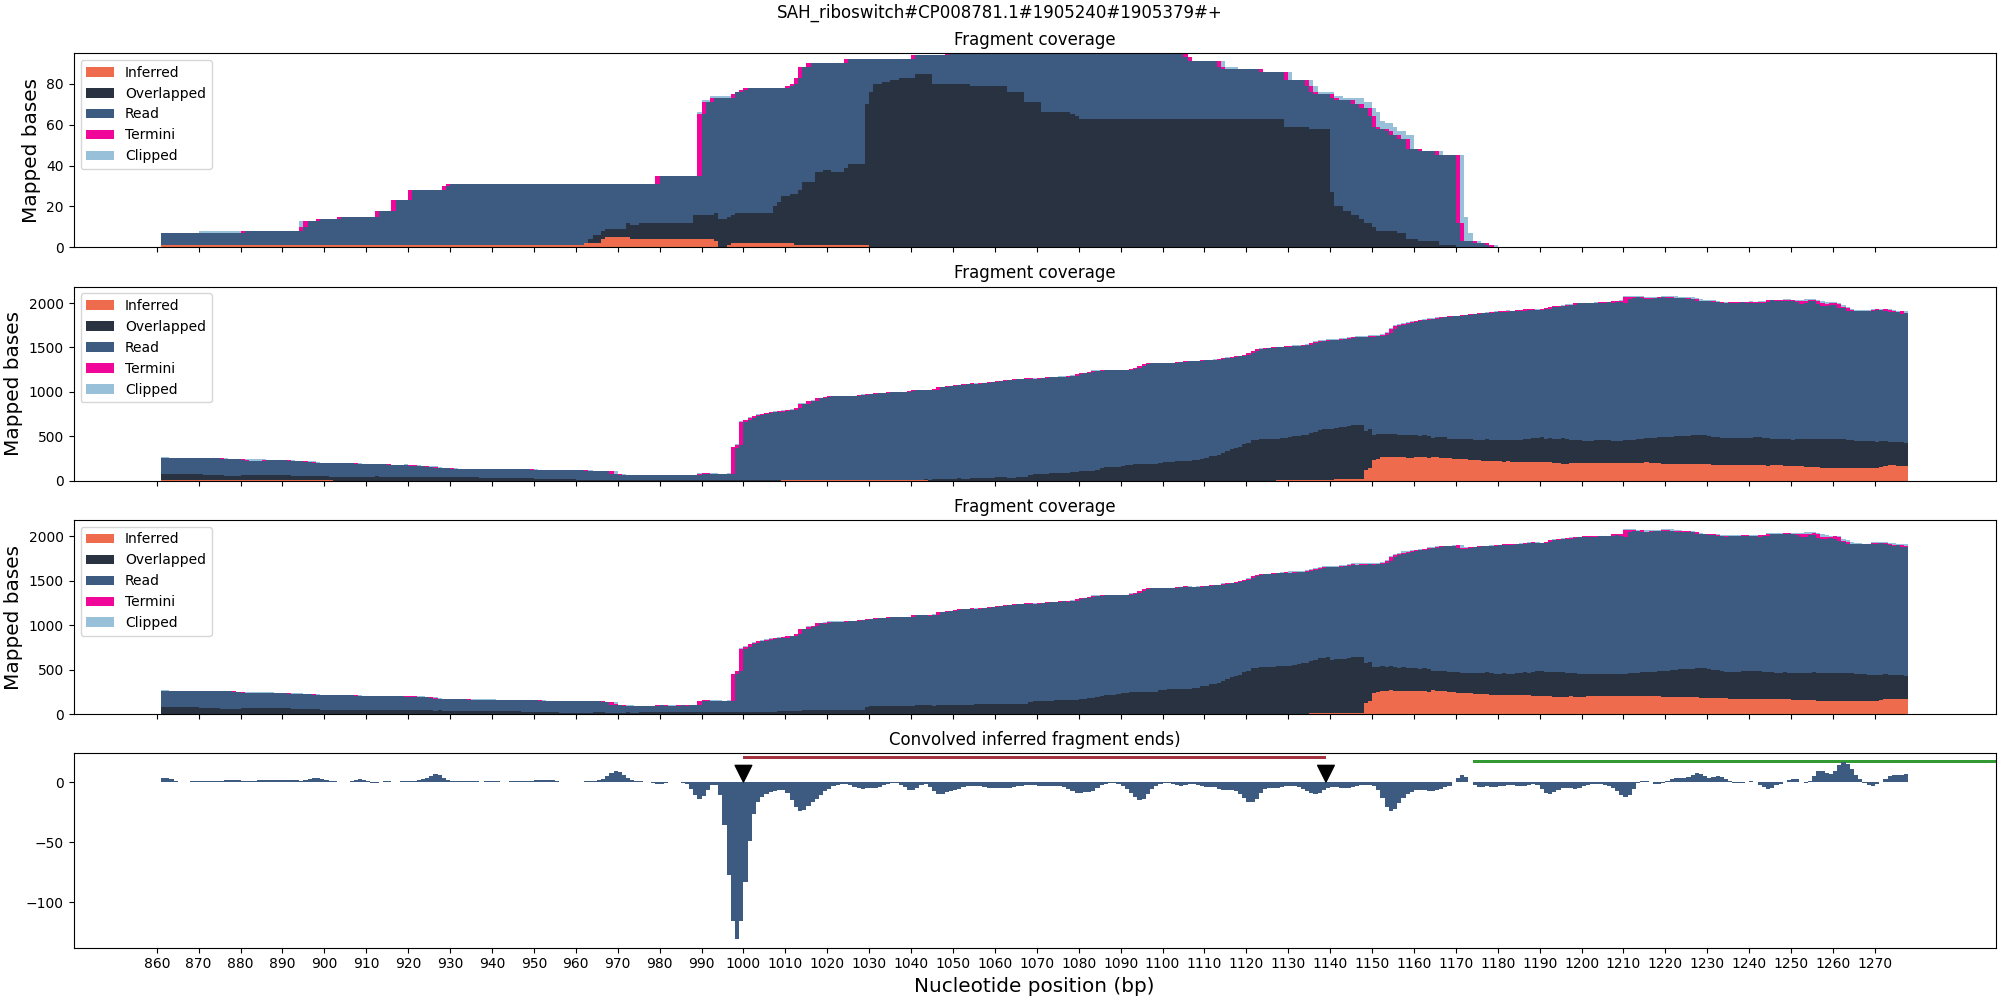 SAH_riboswitch#CP008781.1#1905240#1905379#+
Fragment coverage
Mapped bases
80
60
40
20
0
Inferred
Overlapped
Read
Termini
Clipped
Fragment coverage
Mapped bases
2000
1500
1000
500
0
Inferred
Overlapped
Read
Termini
Clipped
Fragment coverage
Mapped bases
2000
1500
1000
500
0
Inferred
Overlapped
Read
Termini
Clipped
Convolved inferred fragment ends)
0
−50
−100
860 870 880 890 900 910 920 930 940 950 960 970 980 990 1000 1010 1020 1030 1040 1050 1060 1070 1080 1090 1100 1110 1120 1130 1140 1150 1160 1170 1180 1190 1200 1210 1220 1230 1240 1250 1260 1270
Nucleotide position (bp)